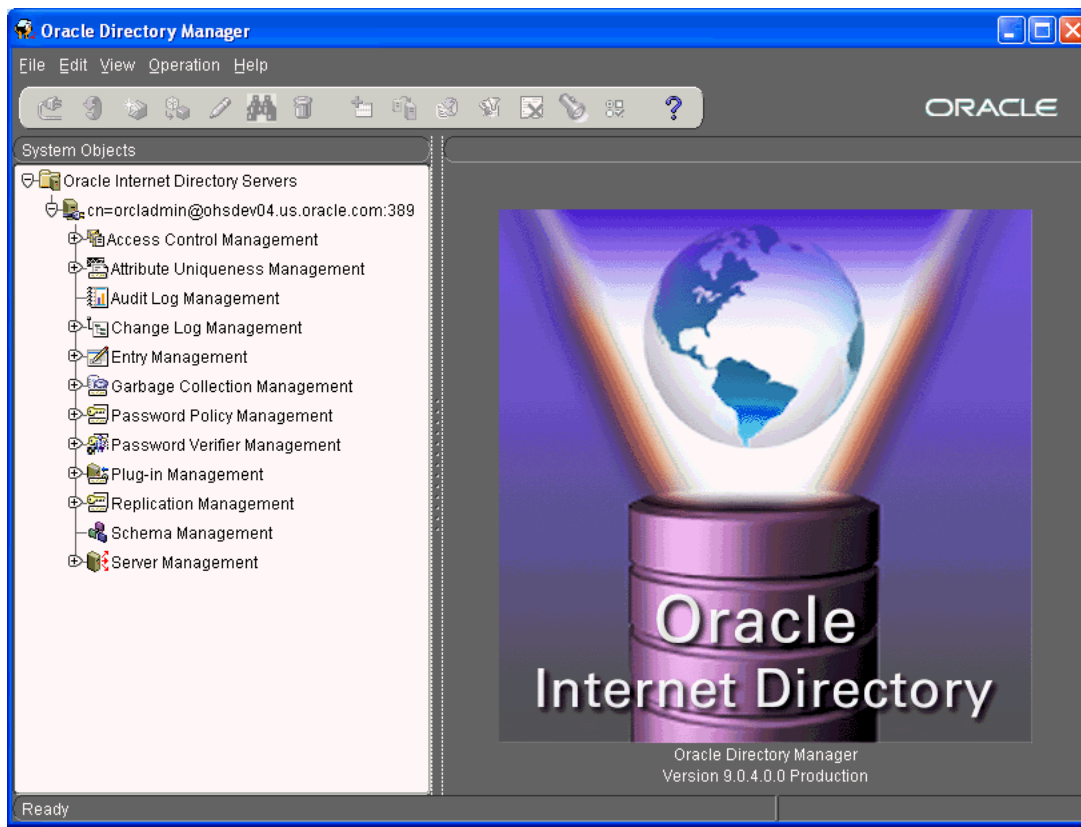 Oracle Directory Manager
File Edit View Operation Help
ORACLE
System Objects
Oracle Internet Directory Servers
cn=orcladmin@ohsdev04.us.oracle.com:389
Access Control Management
Attribute Uniqueness Management
Audit Log Management
Change Log Management
Entry Management
Garbage Collection Management
Password Policy Management
Password Verifier Management
Plug-in Management
Replication Management
Schema Management
Server Management
Oracle
Internet Directory
Oracle Directory Manager
Version 9.0.4.0.0 Production
Ready